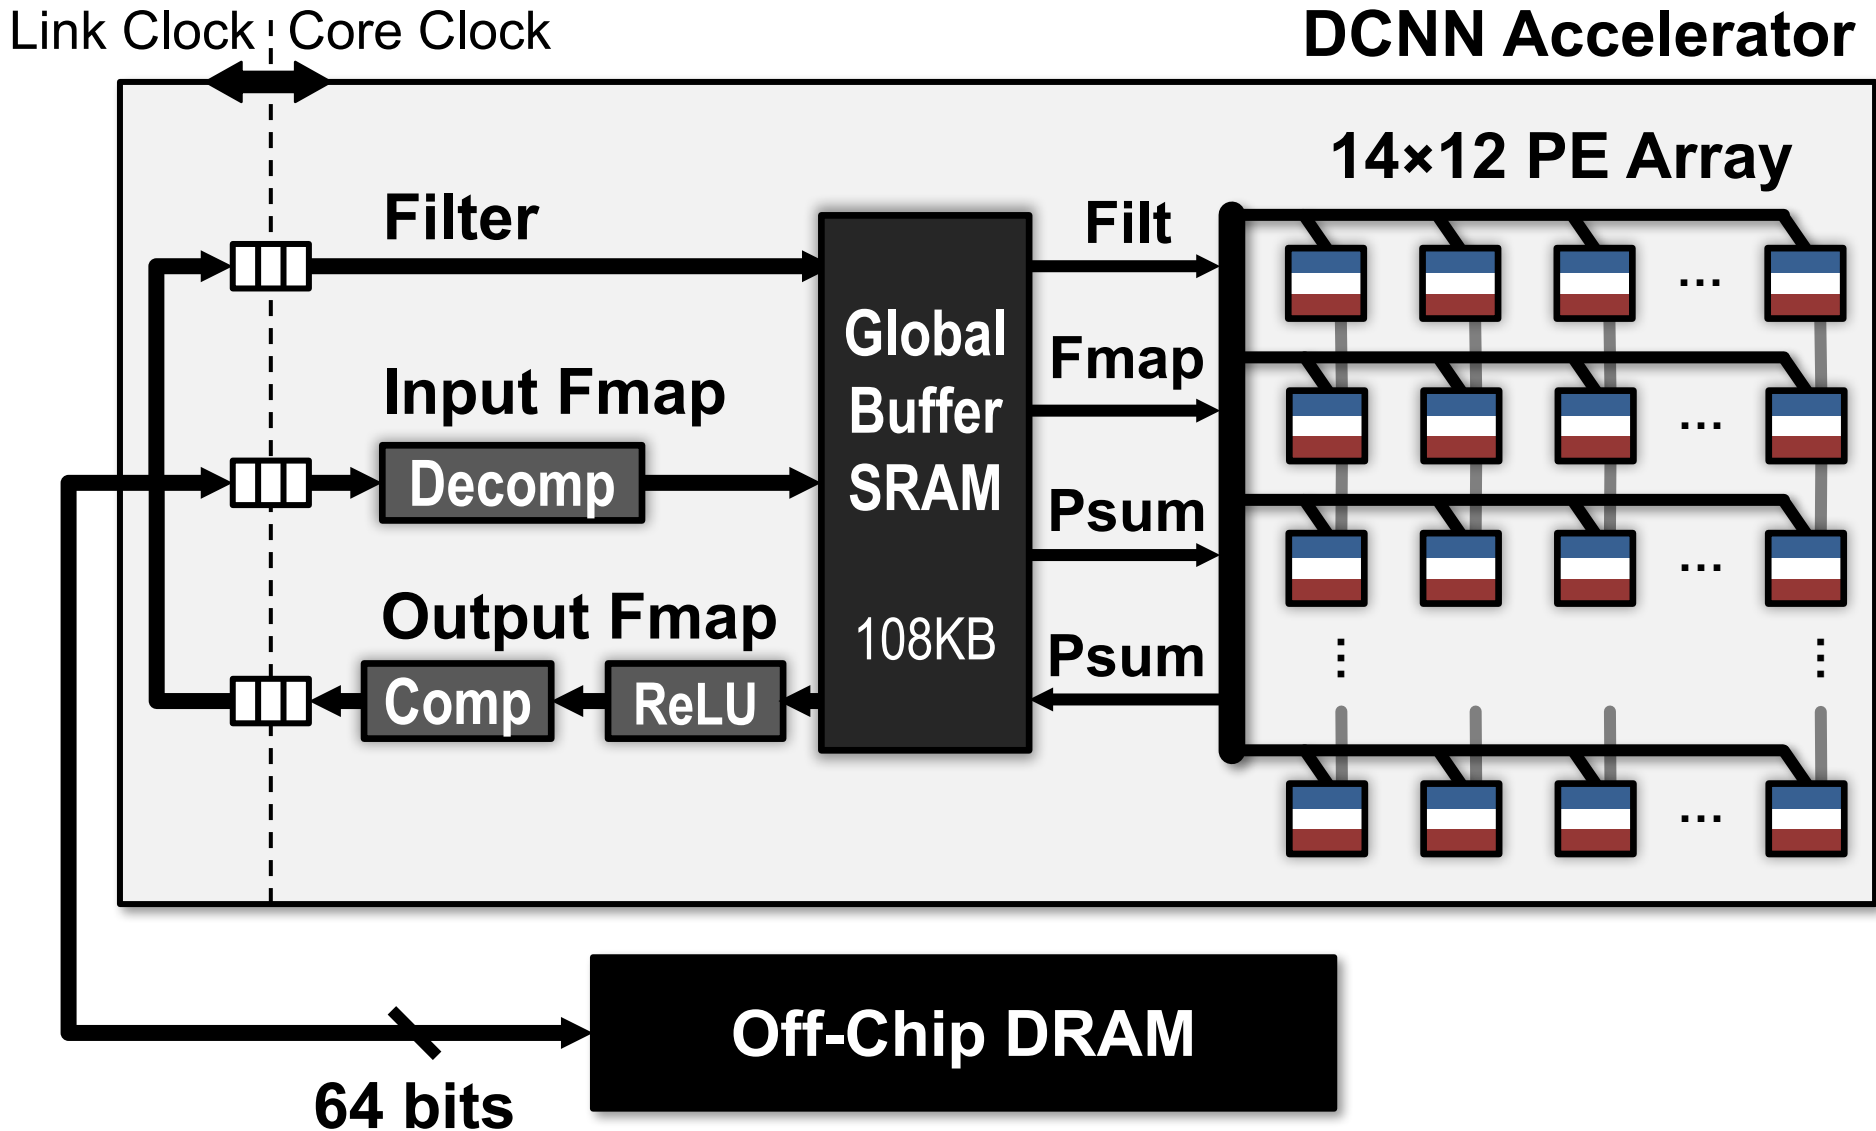 Link Clock
Core Clock
DCNN Accelerator
14×12 PE Array
Filter
Filt
...
Global
Buffer
SRAM
108KB
Fmap
Input Fmap
Decomp
...
Psum
...
Output Fmap
Psum
Comp
ReLU
...
Off-Chip DRAM
64 bits